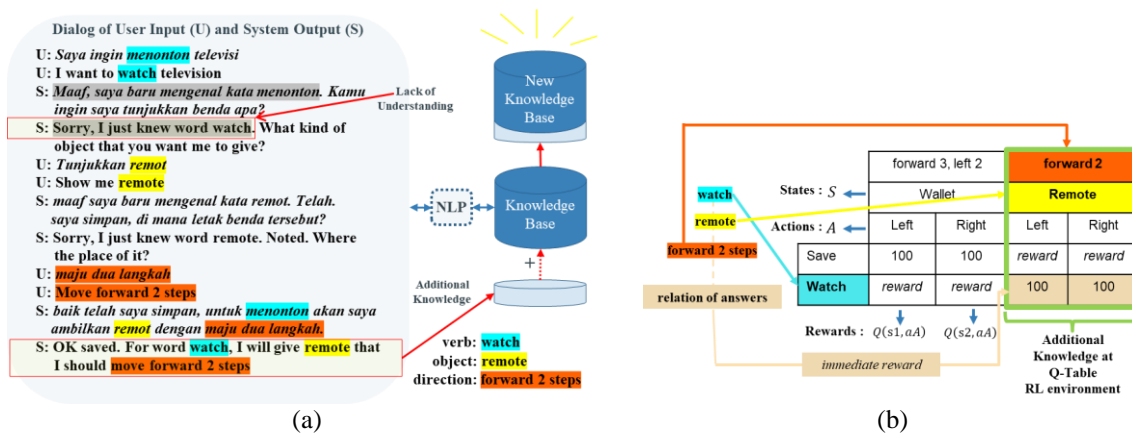 Dialog of User Input (U) and System Output (S)
U: Saya ingin menonton televisi
U: I want to watch television
S: Maaf, saya baru mengenal kata menonton. Kamu
ingin saya tunjukkan benda apa?
S: Sorry, I just knew word watch. What kind of
object that you want me to give?
U: Tunjukkan remot
U: Show me remote
S: maaf saya baru mengenal kata remot. Telah.
saya simpan, di mana letak benda tersebut?
S: Sorry, I just knew word remote. Noted. Where
the place of it?
U: maju dua langkah
U: Move forward 2 steps
S: baik telah saya simpan, untuk menonton akan saya
ambilkan remot dengan maju dua langkah.
S: OK saved. For word watch, I will give remote that
I should move forward 2 steps
Lack of
Understanding
New
Knowledge
Base
NLP
Knowledge
Base
+
Additional
Knowledge
verb: watch
object: remote
direction: forward 2 steps
(a)
forward 3, left 2 forward 2
States : S Wallet Remote
Actions : A Left Right Left Right
Save 100 100 reward reward
Watch reward reward 100 100
watch
remote
forward 2 steps
relation of answers
Rewards : Q(s1,aA) Q(s2,aA)
immediate reward
Additional
Knowledge at
Q-Table
RL environment
(b)